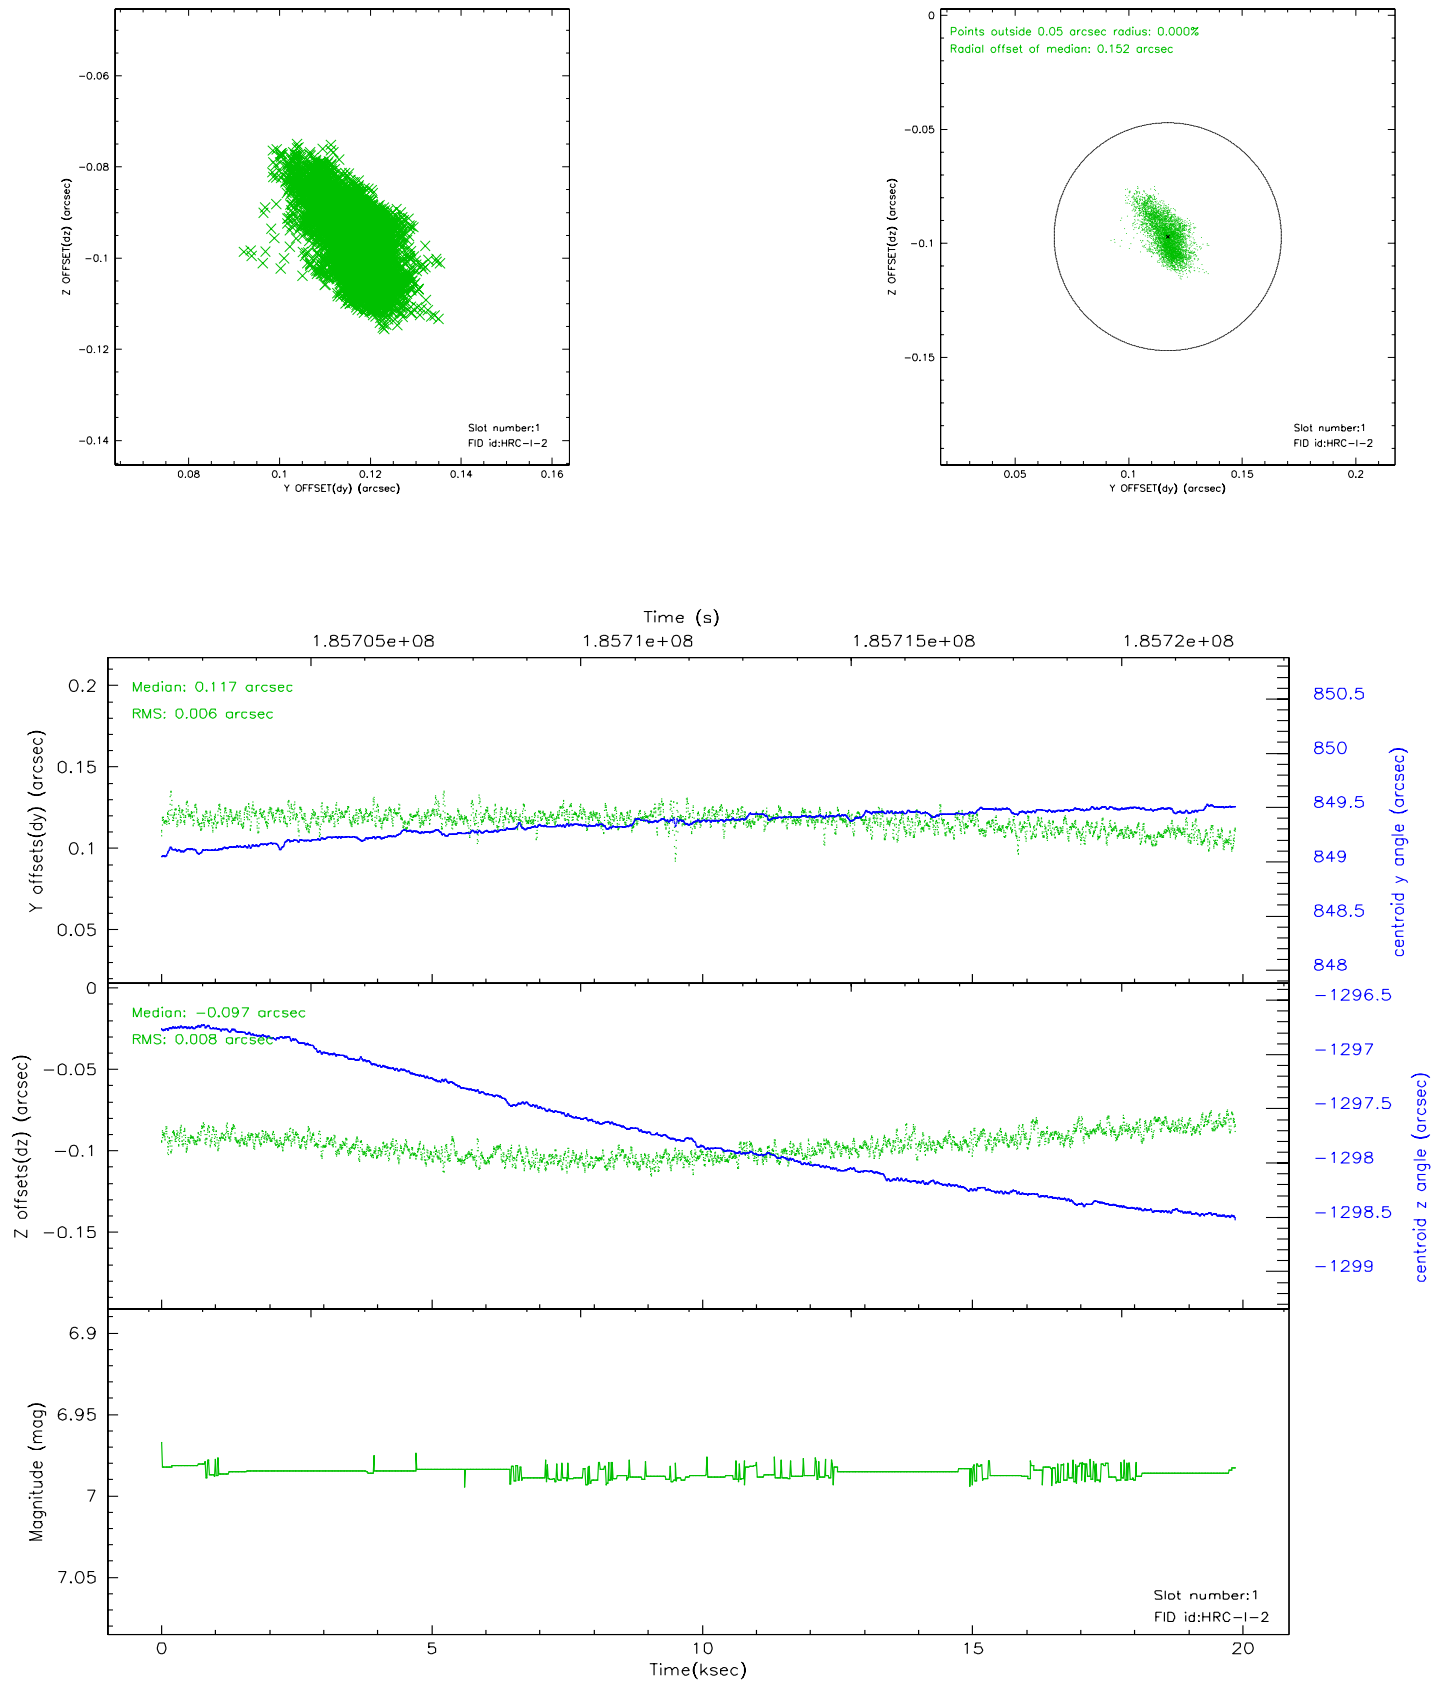 -0.06
-0.08
-0.1
-0.12
-0.14
Z OFFSET(dz) (arcsec)
Slot number:1
FID id:HRC-I-2
0.08 0.1 0.12 0.14 0.16
Y OFFSET(dy) (arcsec)
Points outside 0.05 arcsec radius: 0.000%
Radial offset of median: 0.152 arcsec
0
-0.05
-0.1
-0.15
Z OFFSET(dz) (arcsec)
Slot number:1
FID id:HRC-I-2
0.05 0.1 0.15 0.2
Y OFFSET(dy) (arcsec)
Time (s)
1.85705e+08 1.8571e+08 1.85715e+08 1.8572e+08
Median: 0.117 arcsec
RMS: 0.006 arcsec
0.2
0.15
0.1
0.05
Y offsets(dy) (arcsec)
850.5
850
849.5
849
848.5
848
centroid y angle (arcsec)
Median: -0.097 arcsec
RMS: 0.008 arcsec
0
-0.05
-0.1
-0.15
Z offsets(dz) (arcsec)
-1296.5
-1297
-1297.5
-1298
-1298.5
-1299
centroid z angle (arcsec)
6.9
6.95
7
7.05
Magnitude (mag)
Slot number:1
FID id:HRC-I-2
0 5 10 15 20
Time(ksec)